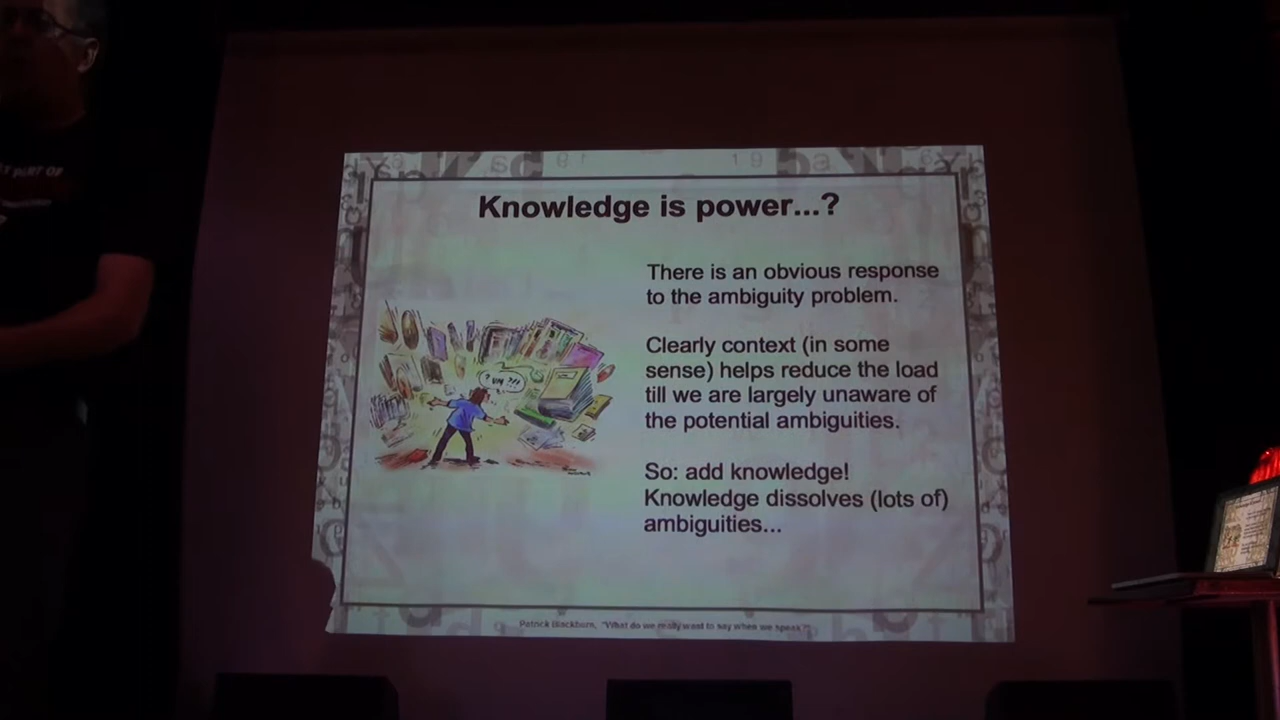 Knowledge is power...?
There is an obvious response
to the ambiguity problem.
Clearly context (in some
sense) helps reduce the load
till we are largely unaware of
the potential ambiguities.
So: add knowledge!
Knowledge dissolves (lots of)
ambiguities...
Patrick Blackburn, "What do we really want to say when we speak?"
PART OF